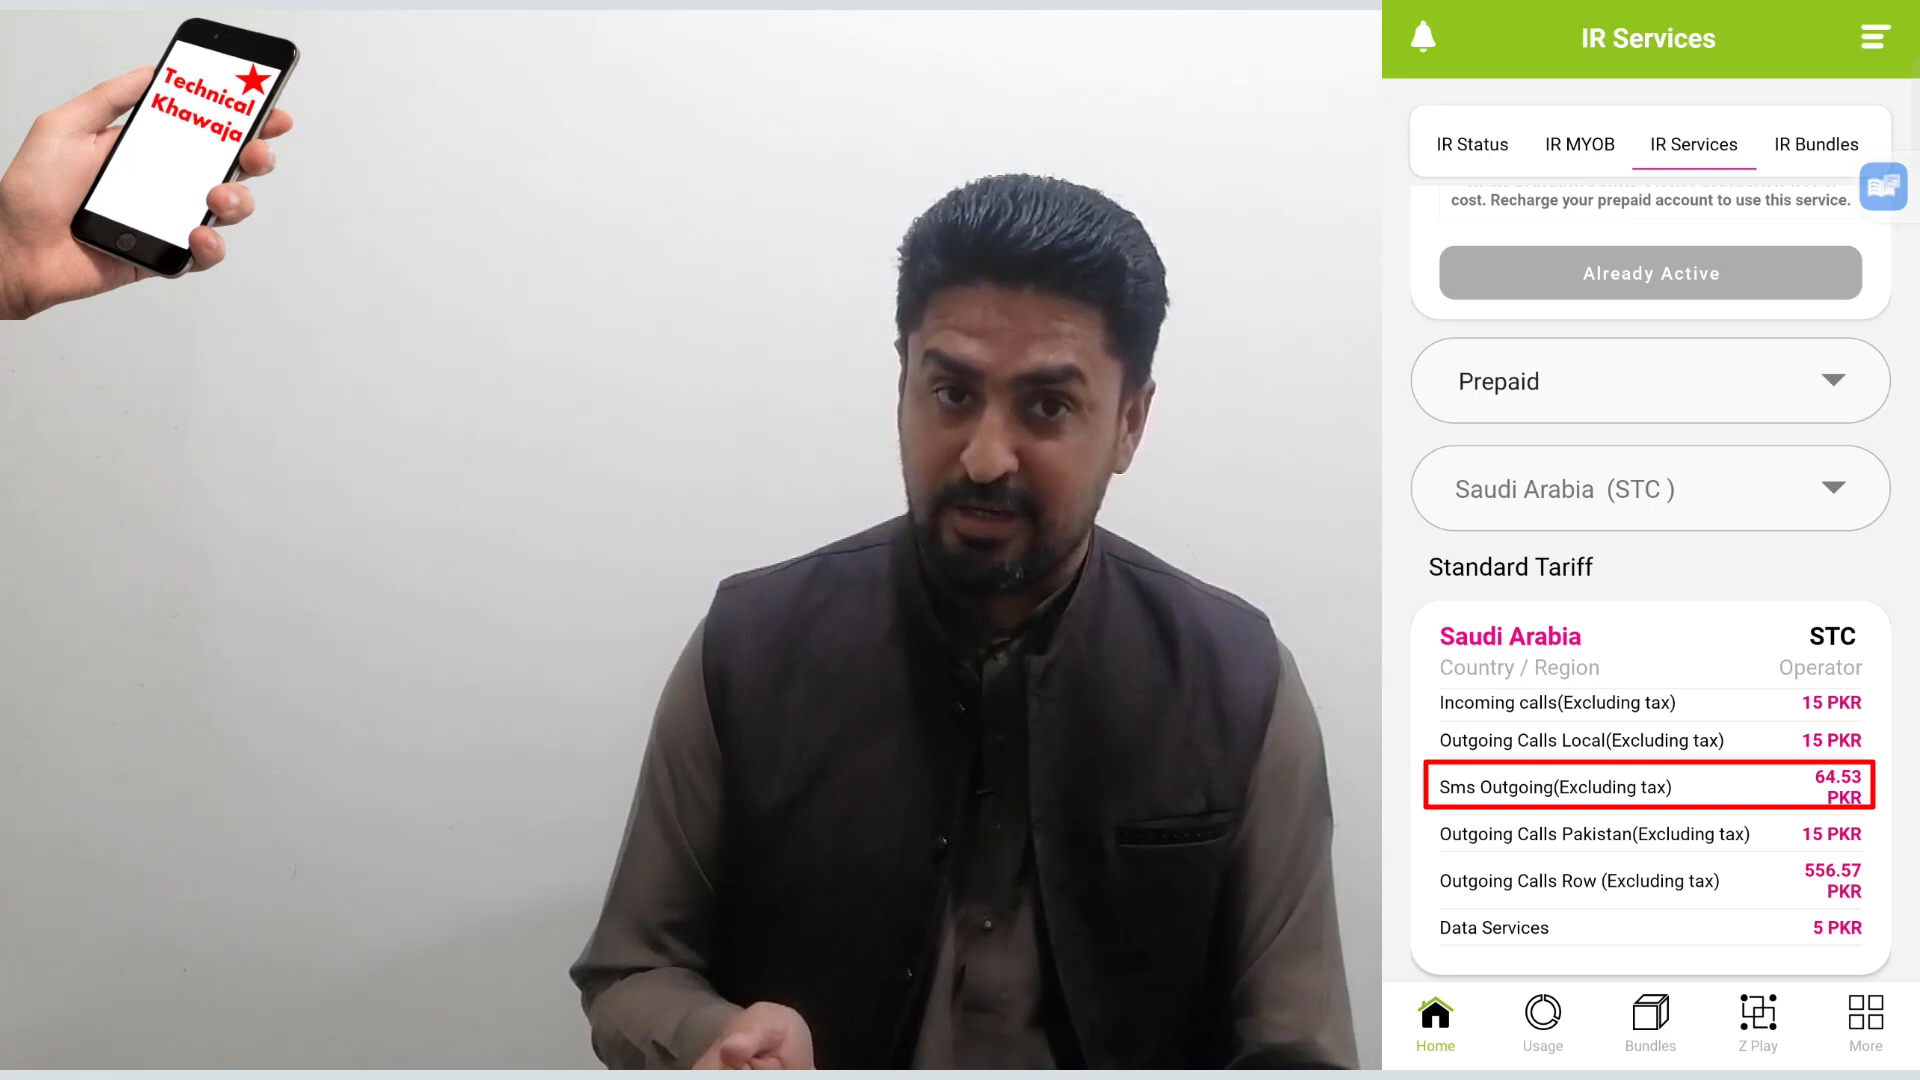 Technical
Khawaja
IR Services
IR Status IR MYOB IR Services IR Bundles
cost. Recharge your prepaid account to use this service.
Already Active
Prepaid
Saudi Arabia (STC )
Standard Tariff
Saudi Arabia STC
Country / Region Operator
Incoming calls(Excluding tax) 15 PKR
Outgoing Calls Local(Excluding tax) 15 PKR
Sms Outgoing(Excluding tax) 64.53
PKR
Outgoing Calls Pakistan(Excluding tax) 15 PKR
Outgoing Calls Row (Excluding tax) 556.57
PKR
Data Services 5 PKR
Home Usage Bundles Z Play More